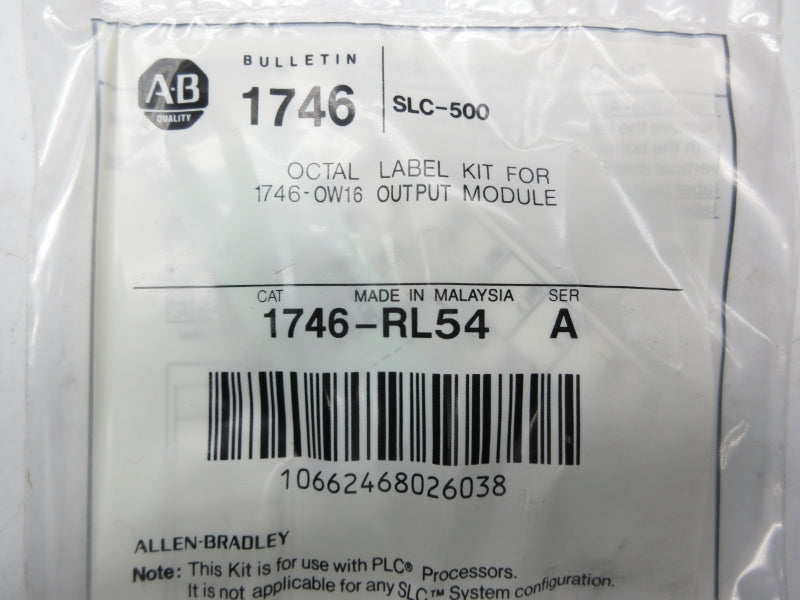 BULLETIN
A-B
QUALITY
1746
SLC-500
OCTAL LABEL KIT FOR
1746-OW16 OUTPUT MODULE
CAT MADE IN MALAYSIA SER
1746-RL54 A
10662468026038
ALLEN-BRADLEY
Note: This Kit is for use with PLC® Processors.
It is not applicable for any SLC™ System configuration.